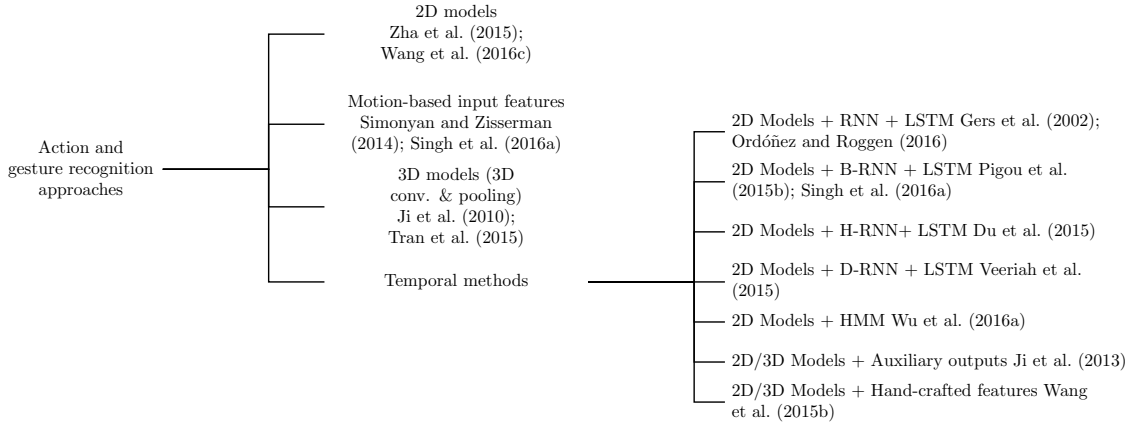 Action and
gesture recognition
approaches
2D models
Zha et al. (2015);
Wang et al. (2016c)
Motion-based input features
Simonyan and Zisserman
(2014); Singh et al. (2016a)
3D models (3D
conv. & pooling)
Ji et al. (2010);
Tran et al. (2015)
Temporal methods
2D Models + RNN + LSTM Gers et al. (2002);
Ordóñez and Roggen (2016)
2D Models + B-RNN + LSTM Pigou et al.
(2015b); Singh et al. (2016a)
2D Models + H-RNN+ LSTM Du et al. (2015)
2D Models + D-RNN + LSTM Veeriah et al.
(2015)
2D Models + HMM Wu et al. (2016a)
2D/3D Models + Auxiliary outputs Ji et al. (2013)
2D/3D Models + Hand-crafted features Wang
et al. (2015b)